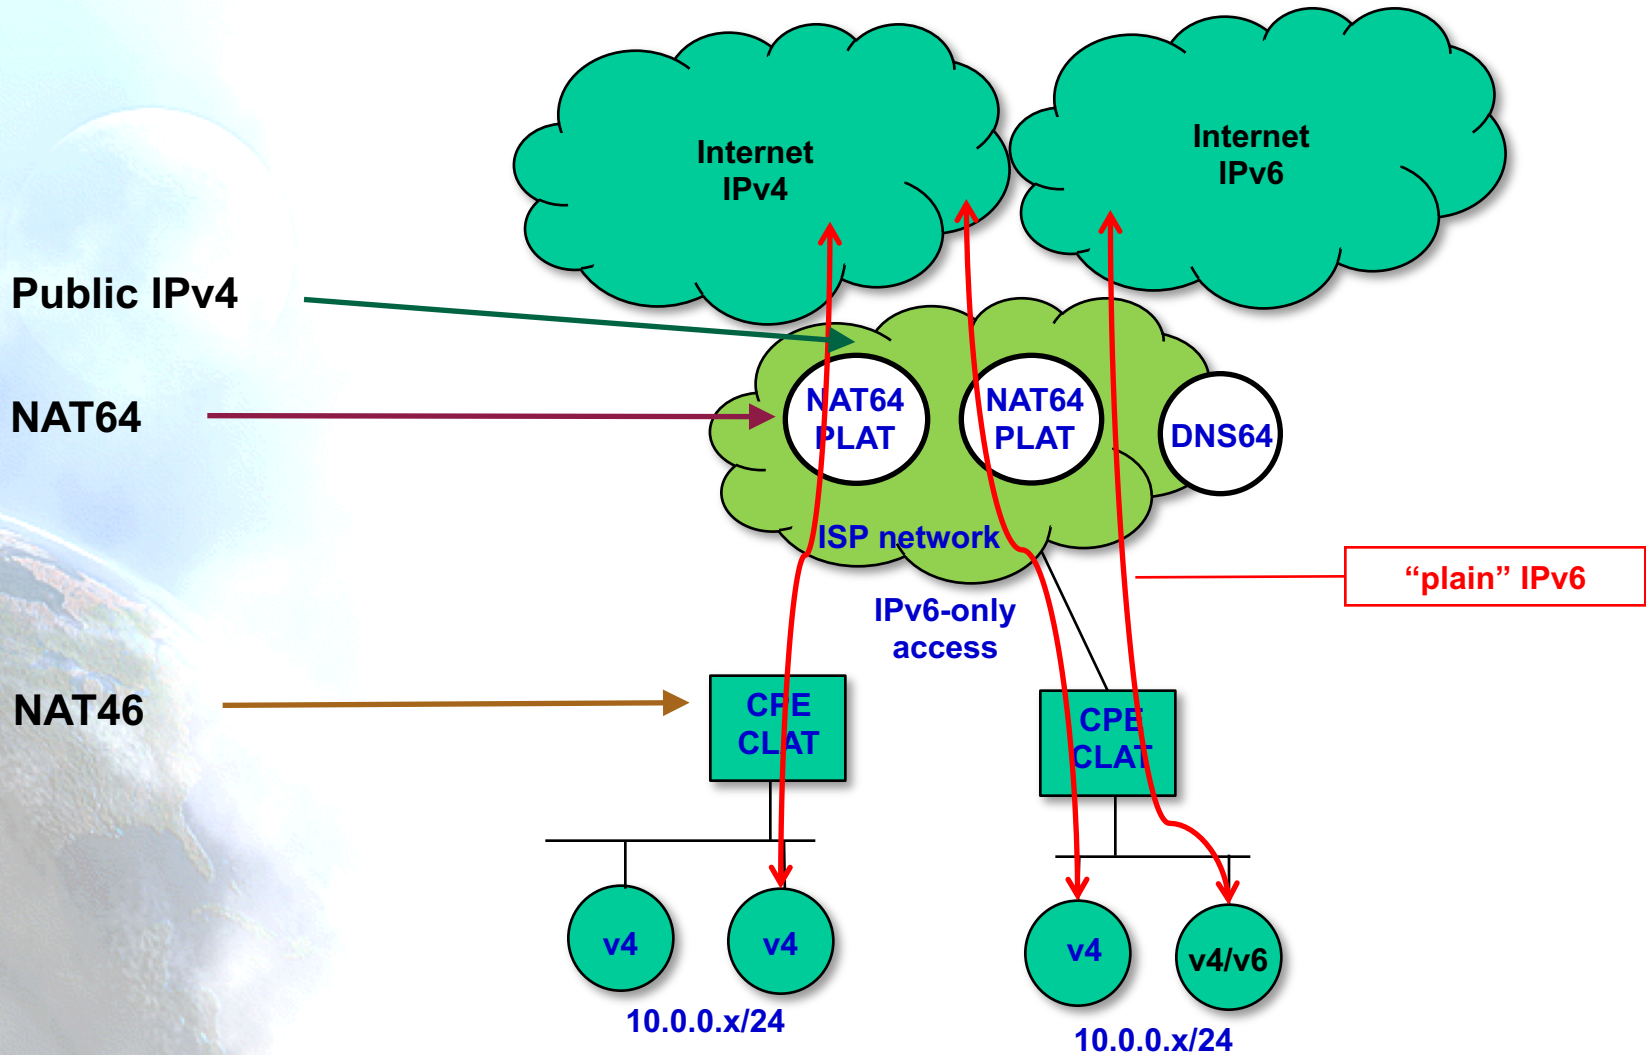 Internet
IPv4
Internet
IPv6
Public IPv4
NAT64
NAT64
PLAT
NAT64
PLAT
DNS64
ISP network
IPv6-only
access
“plain” IPv6
NAT46
CPE
CLAT
CPE
CLAT
v4
v4
v4
v4/v6
10.0.0.x/24
10.0.0.x/24